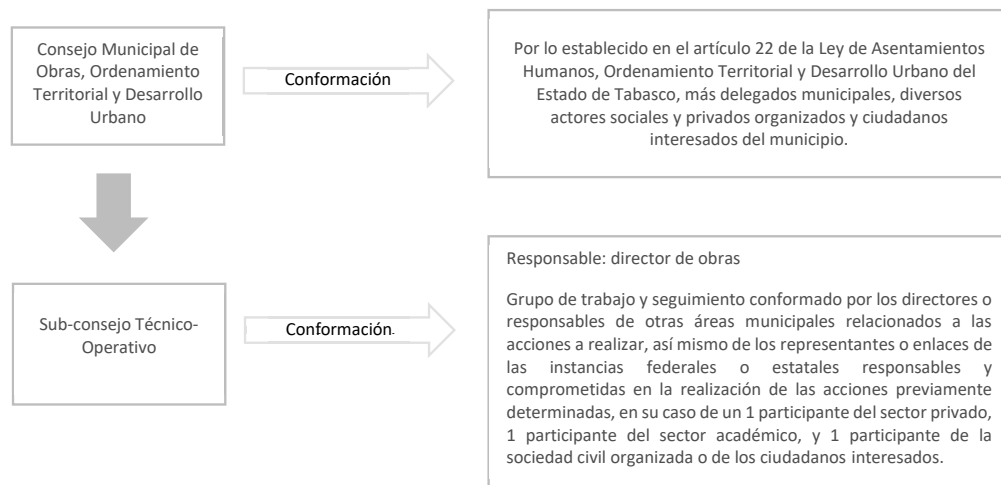 Consejo Municipal de
Obras, Ordenamiento
Territorial y Desarrollo
Urbano
Conformación
Por lo establecido en el artículo 22 de la Ley de Asentamientos
Humanos, Ordenamiento Territorial y Desarrollo Urbano del
Estado de Tabasco, más delegados municipales, diversos
actores sociales y privados organizados y ciudadanos
interesados del municipio.
Sub-consejo Técnico-
Operativo
Conformación.
Responsable: director de obras
Grupo de trabajo y seguimiento conformado por los directores o
responsables de otras áreas municipales relacionados a las
acciones a realizar, así mismo de los representantes o enlaces de
las instancias federales o estatales responsables y
comprometidas en la realización de las acciones previamente
determinadas, en su caso de un 1 participante del sector privado,
1 participante del sector académico, y 1 participante de la
sociedad civil organizada o de los ciudadanos interesados.